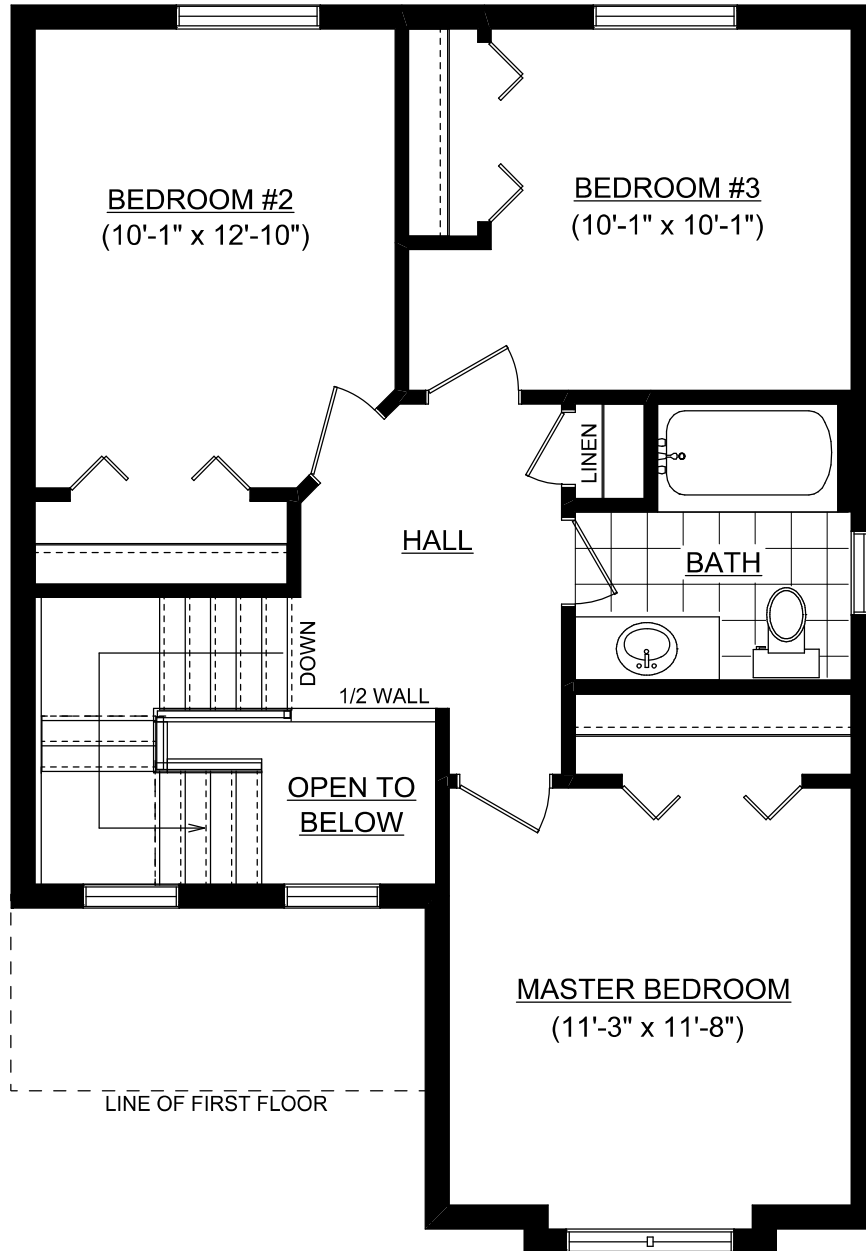 BEDROOM #2
(10'-1" x 12'-10")
BEDROOM #3
(10'-1" x 10'-1")
LINEN
HALL
BATH
DOWN
1/2 WALL
OPEN TO
BELOW
MASTER BEDROOM
(11'-3" x 11'-8")
LINE OF FIRST FLOOR